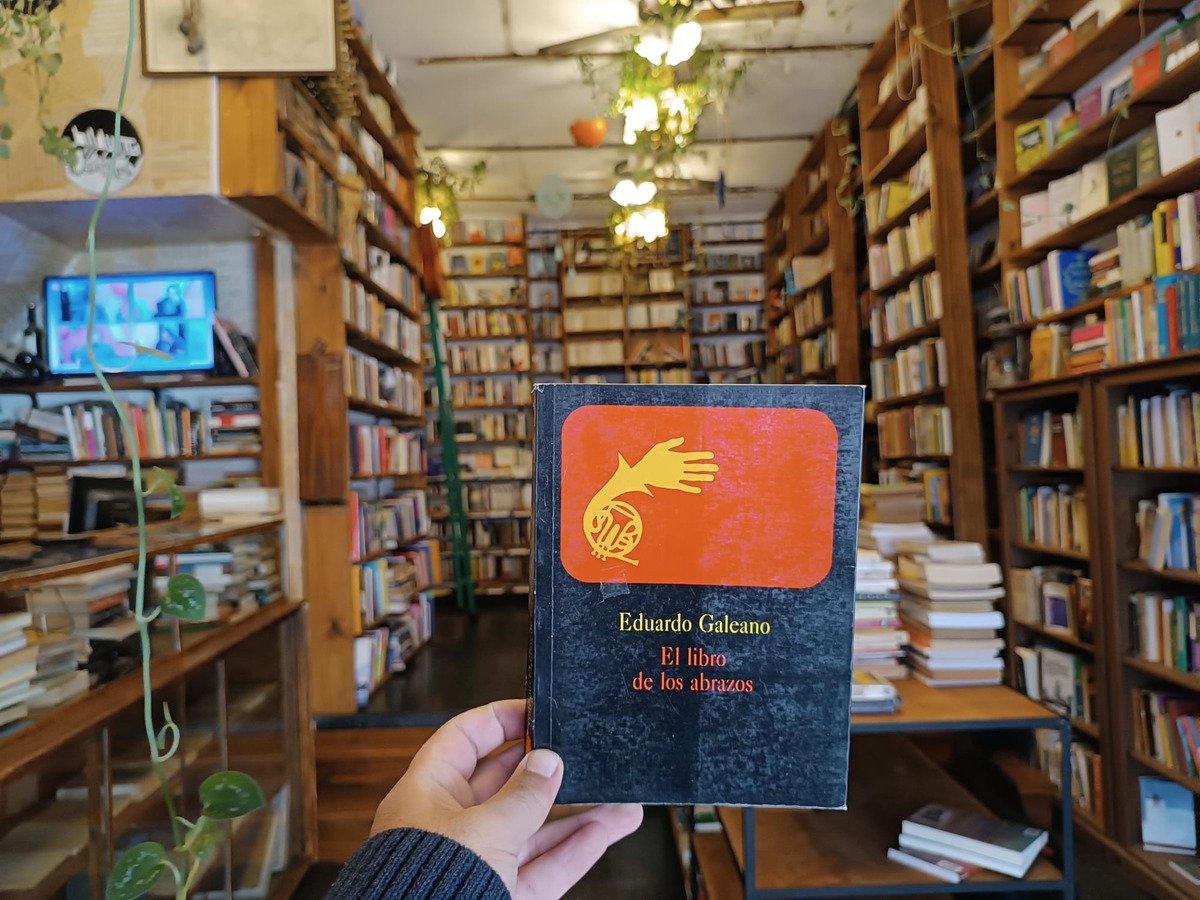 Eduardo Galeano
El libro
de los abrazos